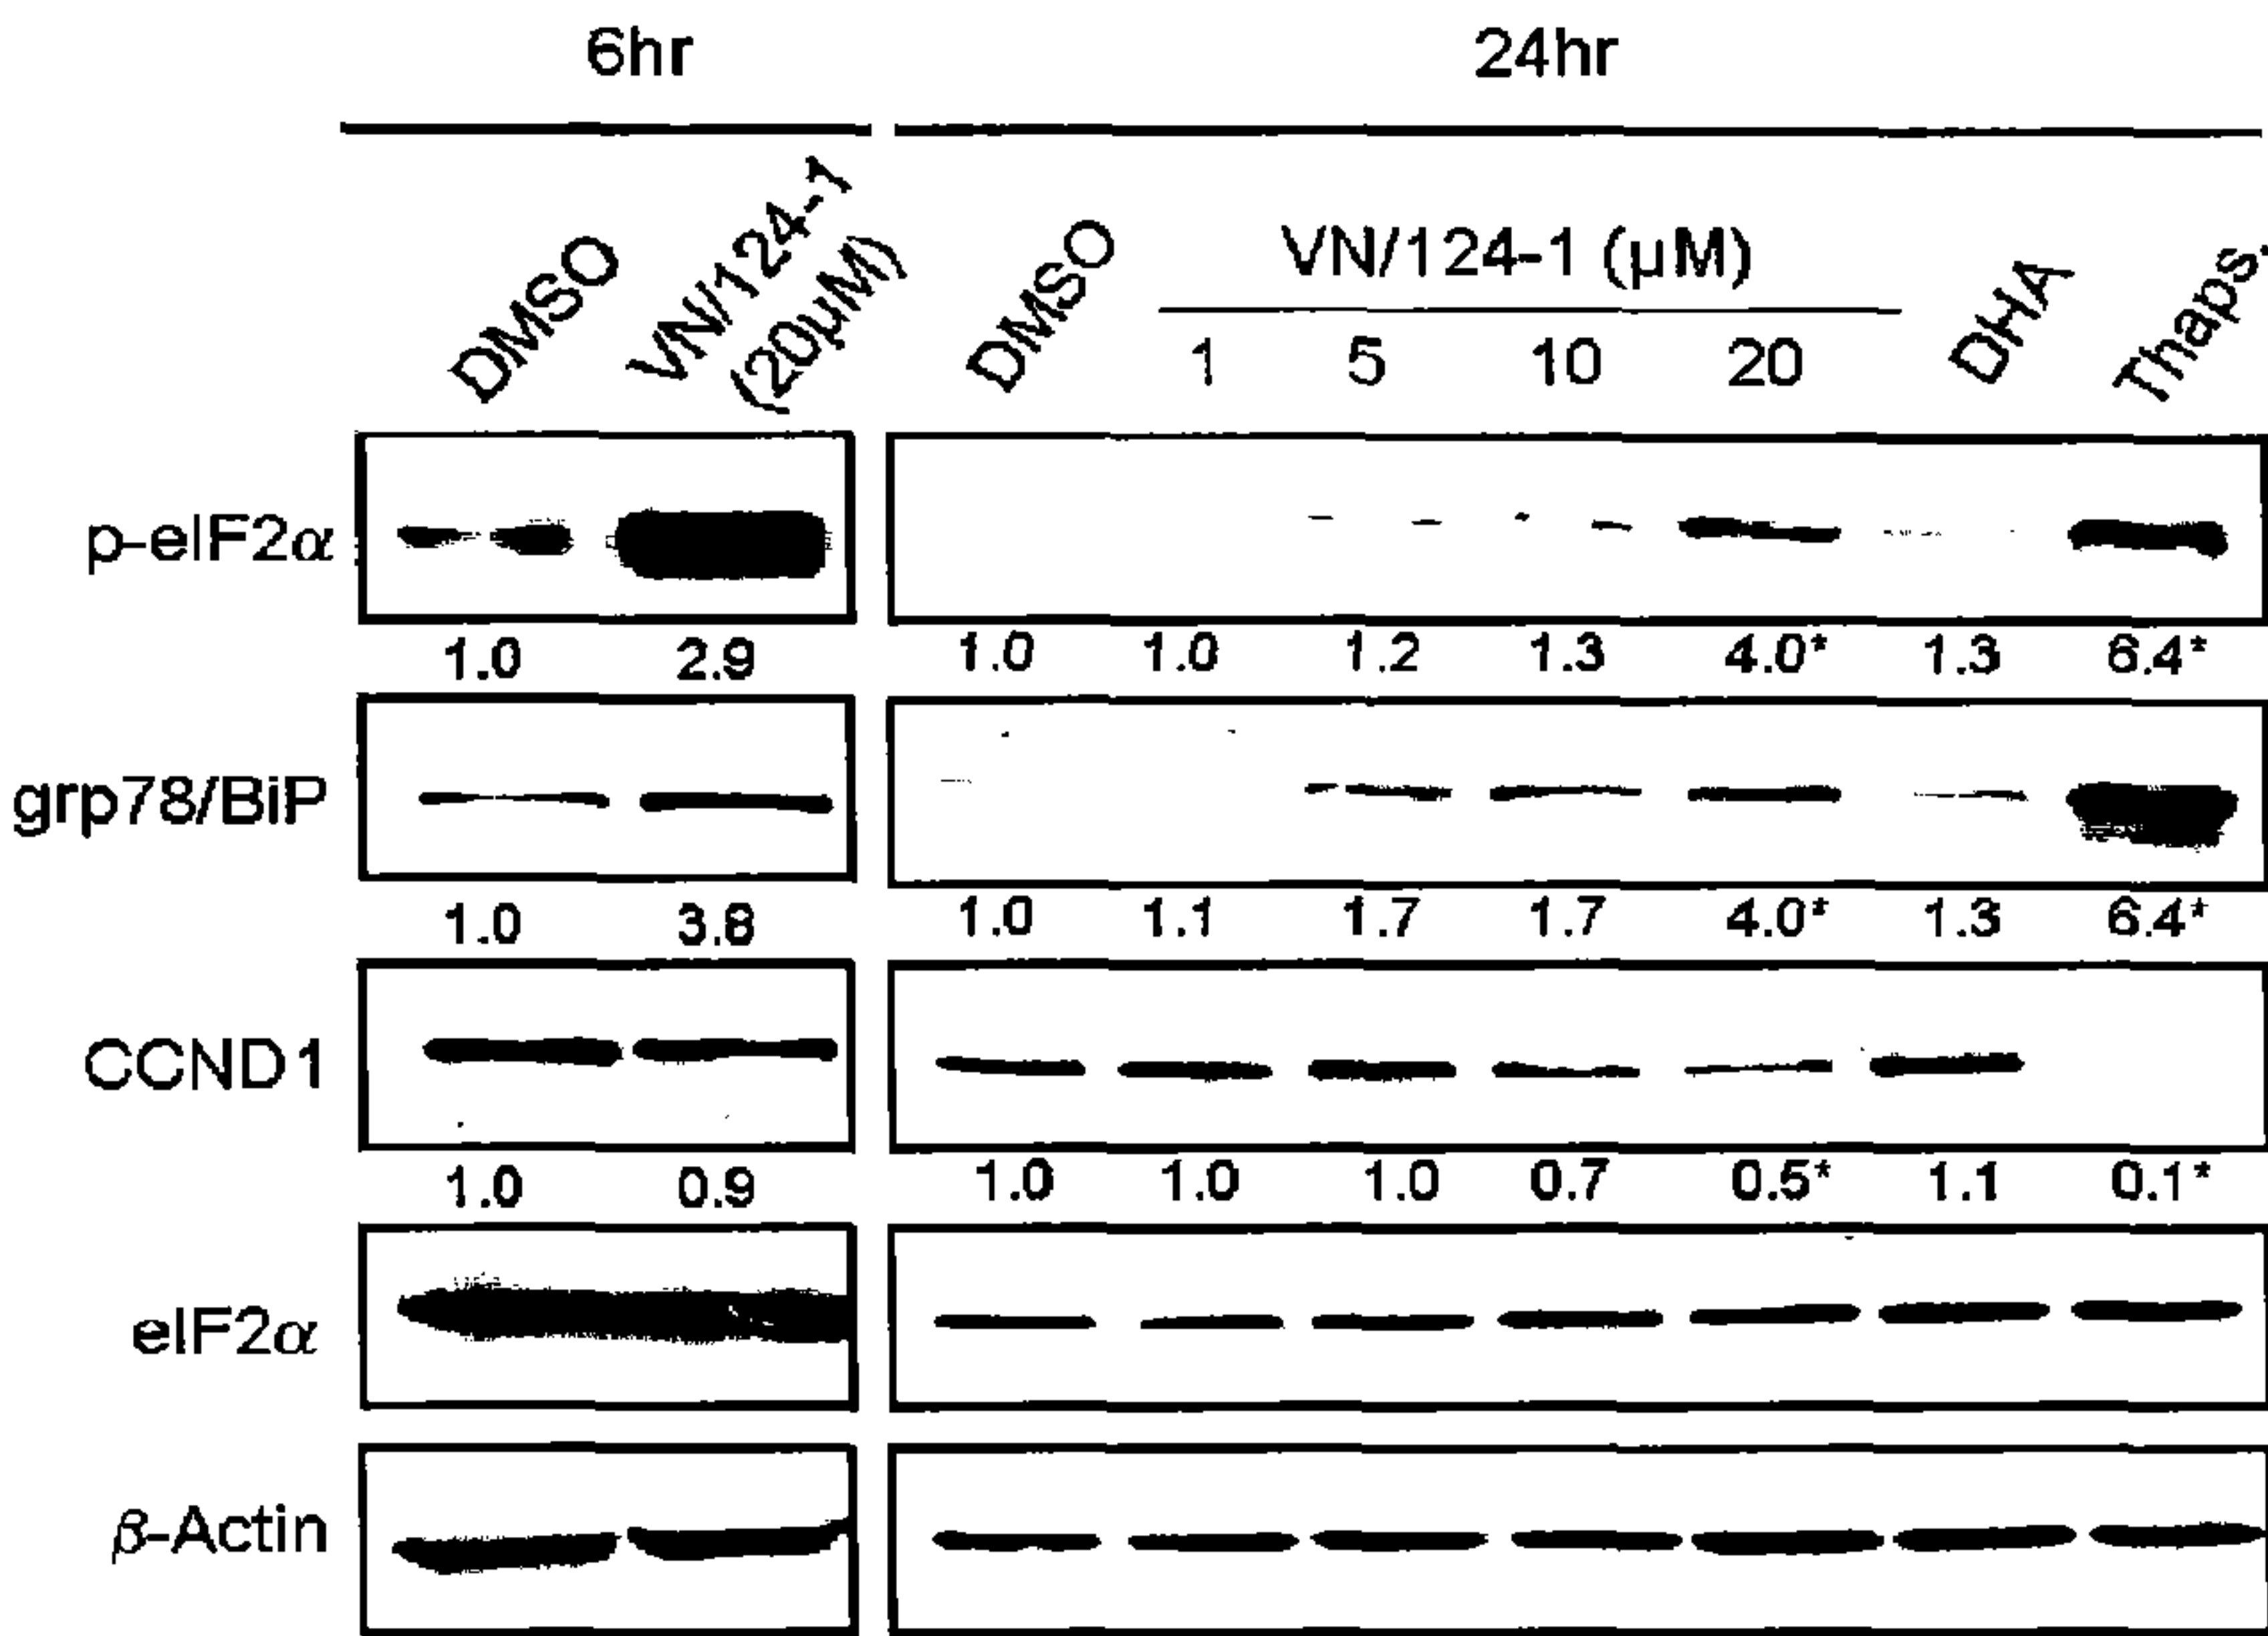 6hr 24hr
DMSO VN/124-1 (20µM) DMSO VN/124-1 (µM) DHA Thaps.
1 5 10 20
p-eIF2α
1.0 2.9 1.0 1.0 1.2 1.3 4.0* 1.3 6.4*
grp78/BiP
1.0 3.8 1.0 1.1 1.7 1.7 4.0* 1.3 6.4*
CCND1
1.0 0.9 1.0 1.0 1.0 0.7 0.5* 1.1 0.1*
eIF2α
β-Actin